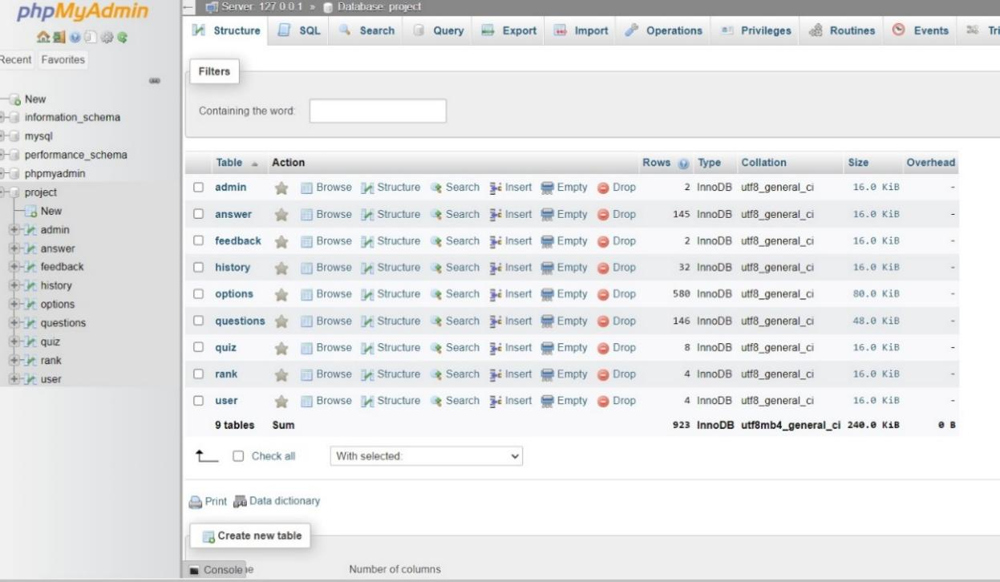 phpMyAdmin
Recent Favorites
New
information_schema
mysql
performance_schema
phpmyadmin
project
New
admin
answer
feedback
history
options
questions
quiz
rank
user
Server: 127.0.0.1 » Database: project
Structure SQL Search Query Export Import Operations Privileges Routines Events Tri
Filters
Containing the word:
Table Action Rows Type Collation Size Overhead
admin Browse Structure Search Insert Empty Drop 2 InnoDB utf8_general_ci 16.0 KiB -
answer Browse Structure Search Insert Empty Drop 145 InnoDB utf8_general_ci 16.0 KiB -
feedback Browse Structure Search Insert Empty Drop 2 InnoDB utf8_general_ci 16.0 KiB -
history Browse Structure Search Insert Empty Drop 32 InnoDB utf8_general_ci 16.0 KiB -
options Browse Structure Search Insert Empty Drop 580 InnoDB utf8_general_ci 80.0 KiB -
questions Browse Structure Search Insert Empty Drop 146 InnoDB utf8_general_ci 48.0 KiB -
quiz Browse Structure Search Insert Empty Drop 8 InnoDB utf8_general_ci 16.0 KiB -
rank Browse Structure Search Insert Empty Drop 4 InnoDB utf8_general_ci 16.0 KiB -
user Browse Structure Search Insert Empty Drop 4 InnoDB utf8_general_ci 16.0 KiB -
9 tables Sum 923 InnoDB utf8mb4_general_ci 240.0 KiB 0 B
Check all With selected:
Print Data dictionary
Create new table
Console Number of columns